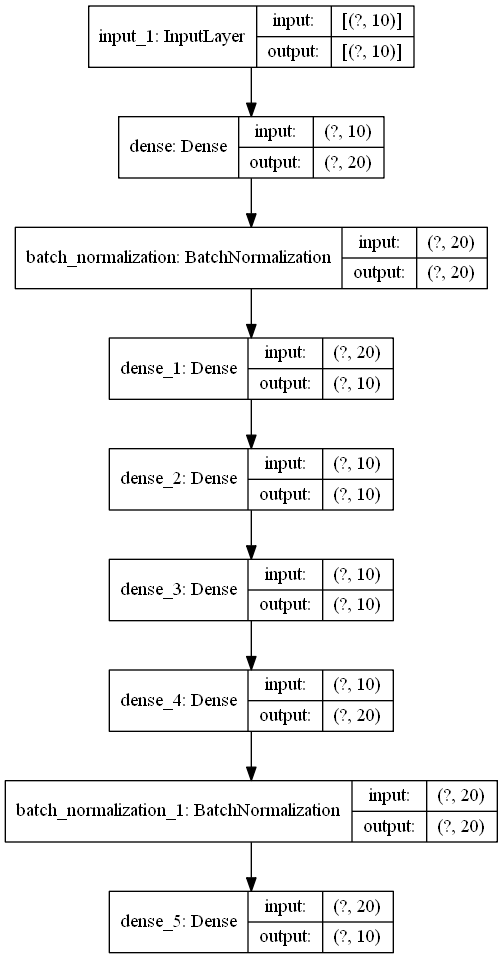 input_1: InputLayer
input:
[(?, 10)]
output:
[(?, 10)]
dense: Dense
input:
(?, 10)
output:
(?, 20)
batch_normalization: BatchNormalization
input:
(?, 20)
output:
(?, 20)
dense_1: Dense
input:
(?, 20)
output:
(?, 10)
dense_2: Dense
input:
(?, 10)
output:
(?, 10)
dense_3: Dense
input:
(?, 10)
output:
(?, 10)
dense_4: Dense
input:
(?, 10)
output:
(?, 20)
batch_normalization_1: BatchNormalization
input:
(?, 20)
output:
(?, 20)
dense_5: Dense
input:
(?, 20)
output:
(?, 10)